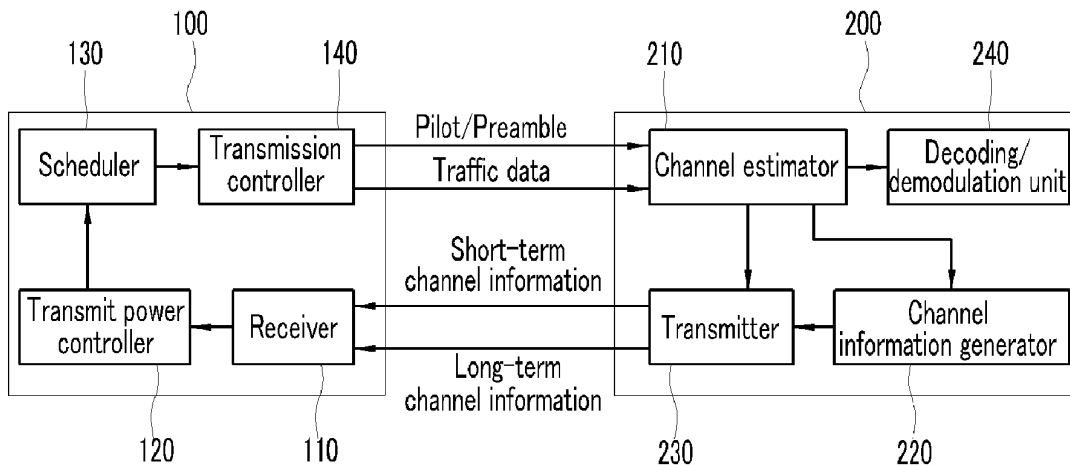 100
200
130
140
210
240
Scheduler
Transmission
controller
Pilot/Preamble
Traffic data
Channel estimator
Decoding/
demodulation unit
Short-term
channel information
Transmit power
controller
Receiver
Transmitter
Channel
information generator
Long-term
channel information
120
110
230
220